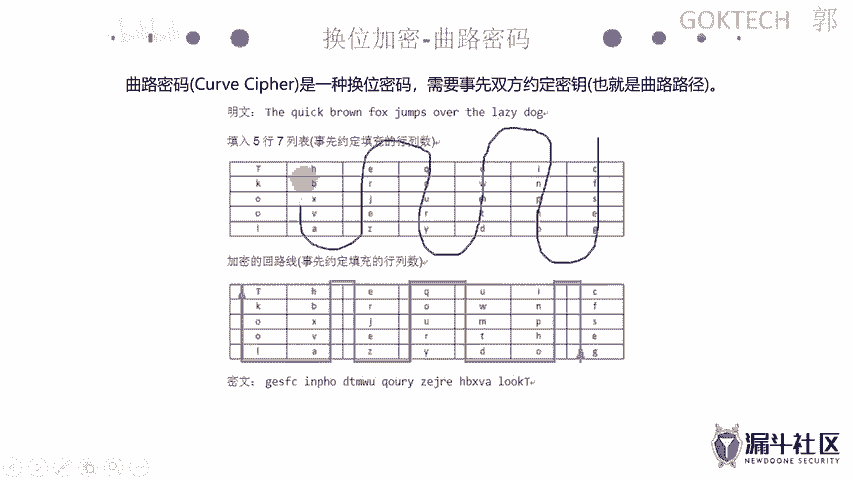 GOKTECH 郭
换位加密-曲路密码
曲路密码(Curve Cipher)是一种换位密码，需要事先双方约定密钥(也就是曲路路径)。
明文： The quick brown fox jumps over the lazy dog
填入 5 行 7 列表(事先约定填充的行列数)
T h e q u i c
k b r o w n f
o x j u m p s
o v e r t h e
l a z y d o g
加密的回路线(事先约定填充的行列数)
T h e q u i c
k b r o w n f
o x j u m p s
o v e r t h e
l a z y d o g
密文： gesfc inpho dtmwu qoury zejre hbxva lookT
漏斗社区
NEWDOONE SECURITY